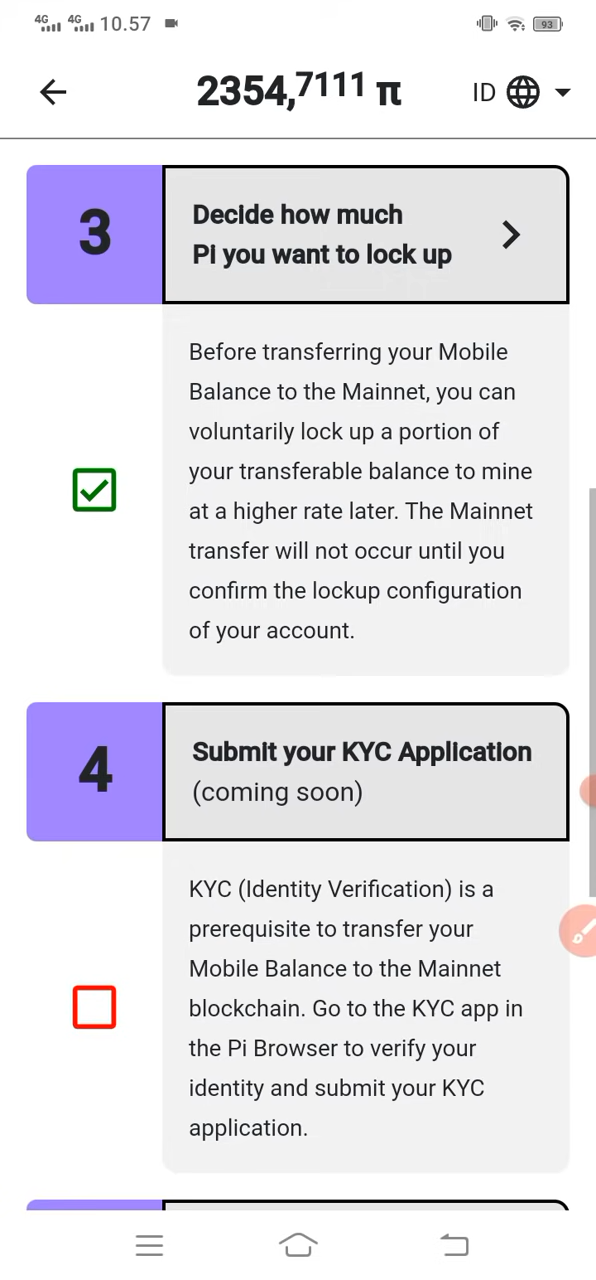 4G 4G 10.57 93
2354,7111 π ID
3
Decide how much
Pi you want to lock up
Before transferring your Mobile
Balance to the Mainnet, you can
voluntarily lock up a portion of
your transferable balance to mine
at a higher rate later. The Mainnet
transfer will not occur until you
confirm the lockup configuration
of your account.
4
Submit your KYC Application
(coming soon)
KYC (Identity Verification) is a
prerequisite to transfer your
Mobile Balance to the Mainnet
blockchain. Go to the KYC app in
the Pi Browser to verify your
identity and submit your KYC
application.